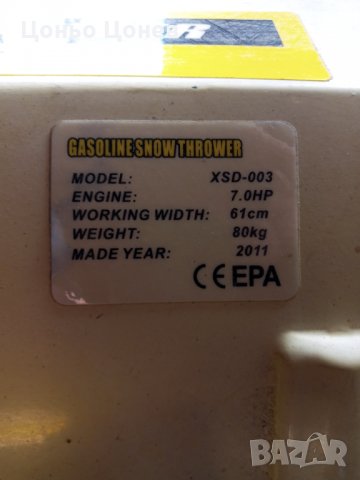 Цоньо Цонев
R
GASOLINE SNOW THROWER
MODEL: XSD-003
ENGINE: 7.0HP
WORKING WIDTH: 61cm
WEIGHT: 80kg
MADE YEAR: 2011
CE EPA
BAZAR